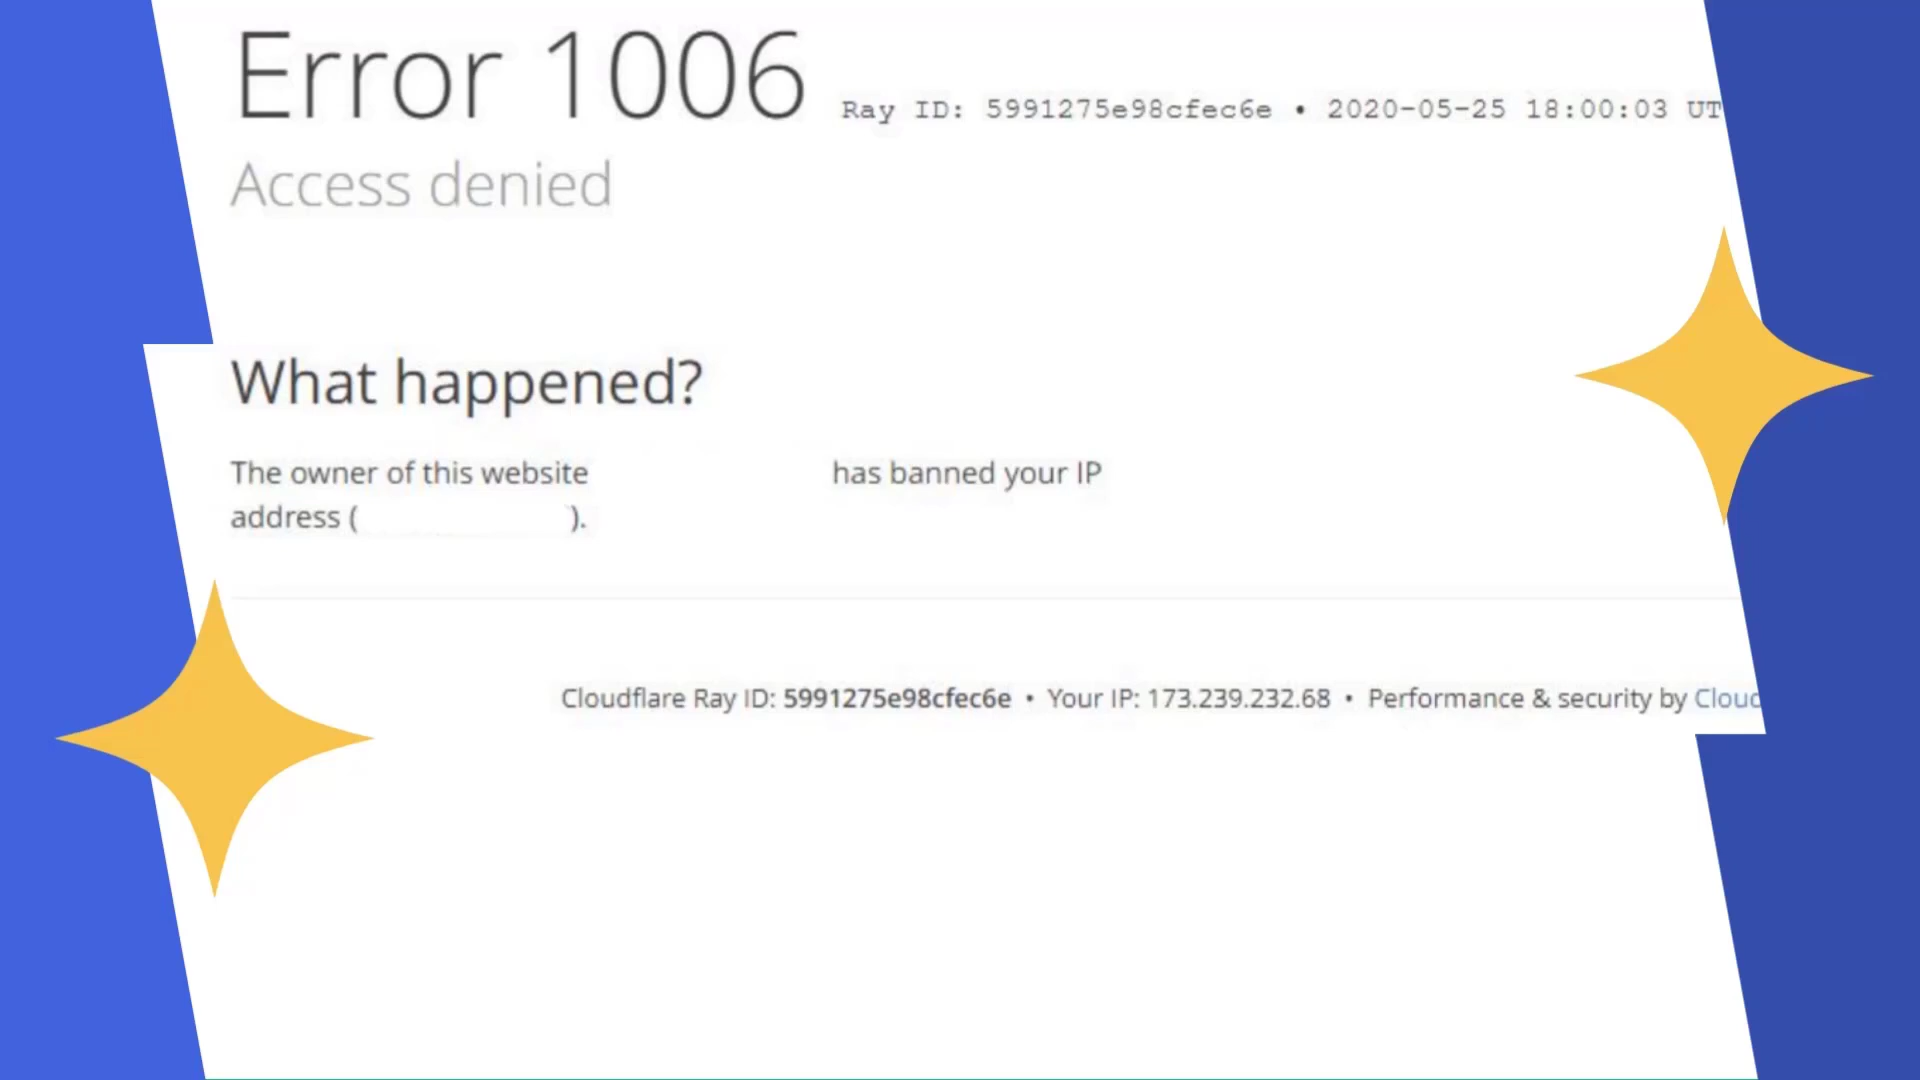 Error 1006 Ray ID: 5991275e98cfec6e • 2020-05-25 18:00:03 UT
Access denied
What happened?
The owner of this website has banned your IP
address ( ).
Cloudflare Ray ID: 5991275e98cfec6e • Your IP: 173.239.232.68 • Performance & security by Cloud